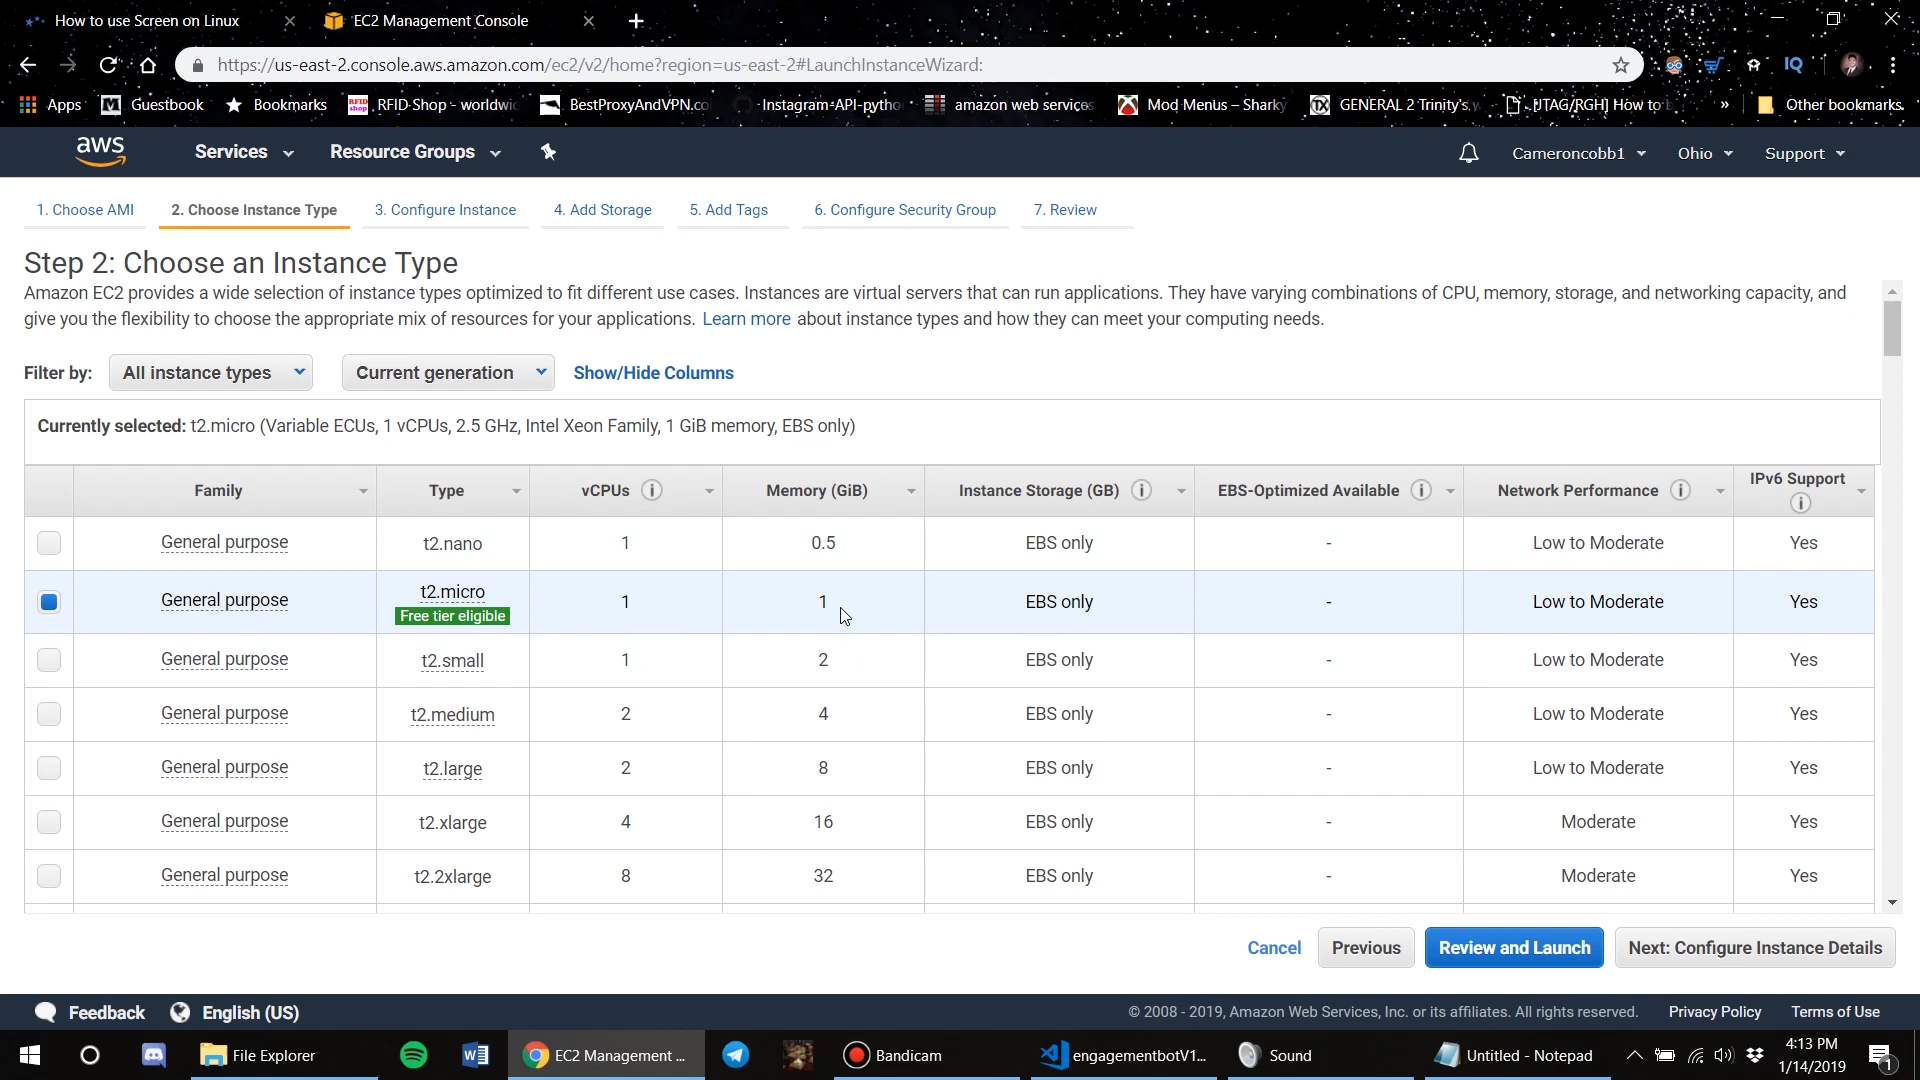 How to use Screen on Linux
EC2 Management Console
https://us-east-2.console.aws.amazon.com/ec2/v2/home?region=us-east-2#LaunchInstanceWizard:
IQ
Apps Guestbook Bookmarks RFID Shop - worldwi BestProxyAndVPN.co Instagram-API-pytho amazon web services Mod Menus – Sharky GENERAL 2 Trinity's, JTAG/RGH] How to b » Other bookmarks
aws Services Resource Groups Cameroncobb1 Ohio Support
1. Choose AMI 2. Choose Instance Type 3. Configure Instance 4. Add Storage 5. Add Tags 6. Configure Security Group 7. Review
Step 2: Choose an Instance Type
Amazon EC2 provides a wide selection of instance types optimized to fit different use cases. Instances are virtual servers that can run applications. They have varying combinations of CPU, memory, storage, and networking capacity, and
give you the flexibility to choose the appropriate mix of resources for your applications. Learn more about instance types and how they can meet your computing needs.
Filter by: All instance types Current generation Show/Hide Columns
Currently selected: t2.micro (Variable ECUs, 1 vCPUs, 2.5 GHz, Intel Xeon Family, 1 GiB memory, EBS only)
Family Type vCPUs Memory (GiB) Instance Storage (GB) EBS-Optimized Available Network Performance IPv6 Support
General purpose t2.nano 1 0.5 EBS only - Low to Moderate Yes
General purpose t2.micro 1 1 EBS only - Low to Moderate Yes
Free tier eligible
General purpose t2.small 1 2 EBS only - Low to Moderate Yes
General purpose t2.medium 2 4 EBS only - Low to Moderate Yes
General purpose t2.large 2 8 EBS only - Low to Moderate Yes
General purpose t2.xlarge 4 16 EBS only - Moderate Yes
General purpose t2.2xlarge 8 32 EBS only - Moderate Yes
Cancel Previous Review and Launch Next: Configure Instance Details
Feedback English (US) © 2008 - 2019, Amazon Web Services, Inc. or its affiliates. All rights reserved. Privacy Policy Terms of Use
File Explorer EC2 Management ... Bandicam engagementbotV1... Sound Untitled - Notepad
4:13 PM
1/14/2019
1